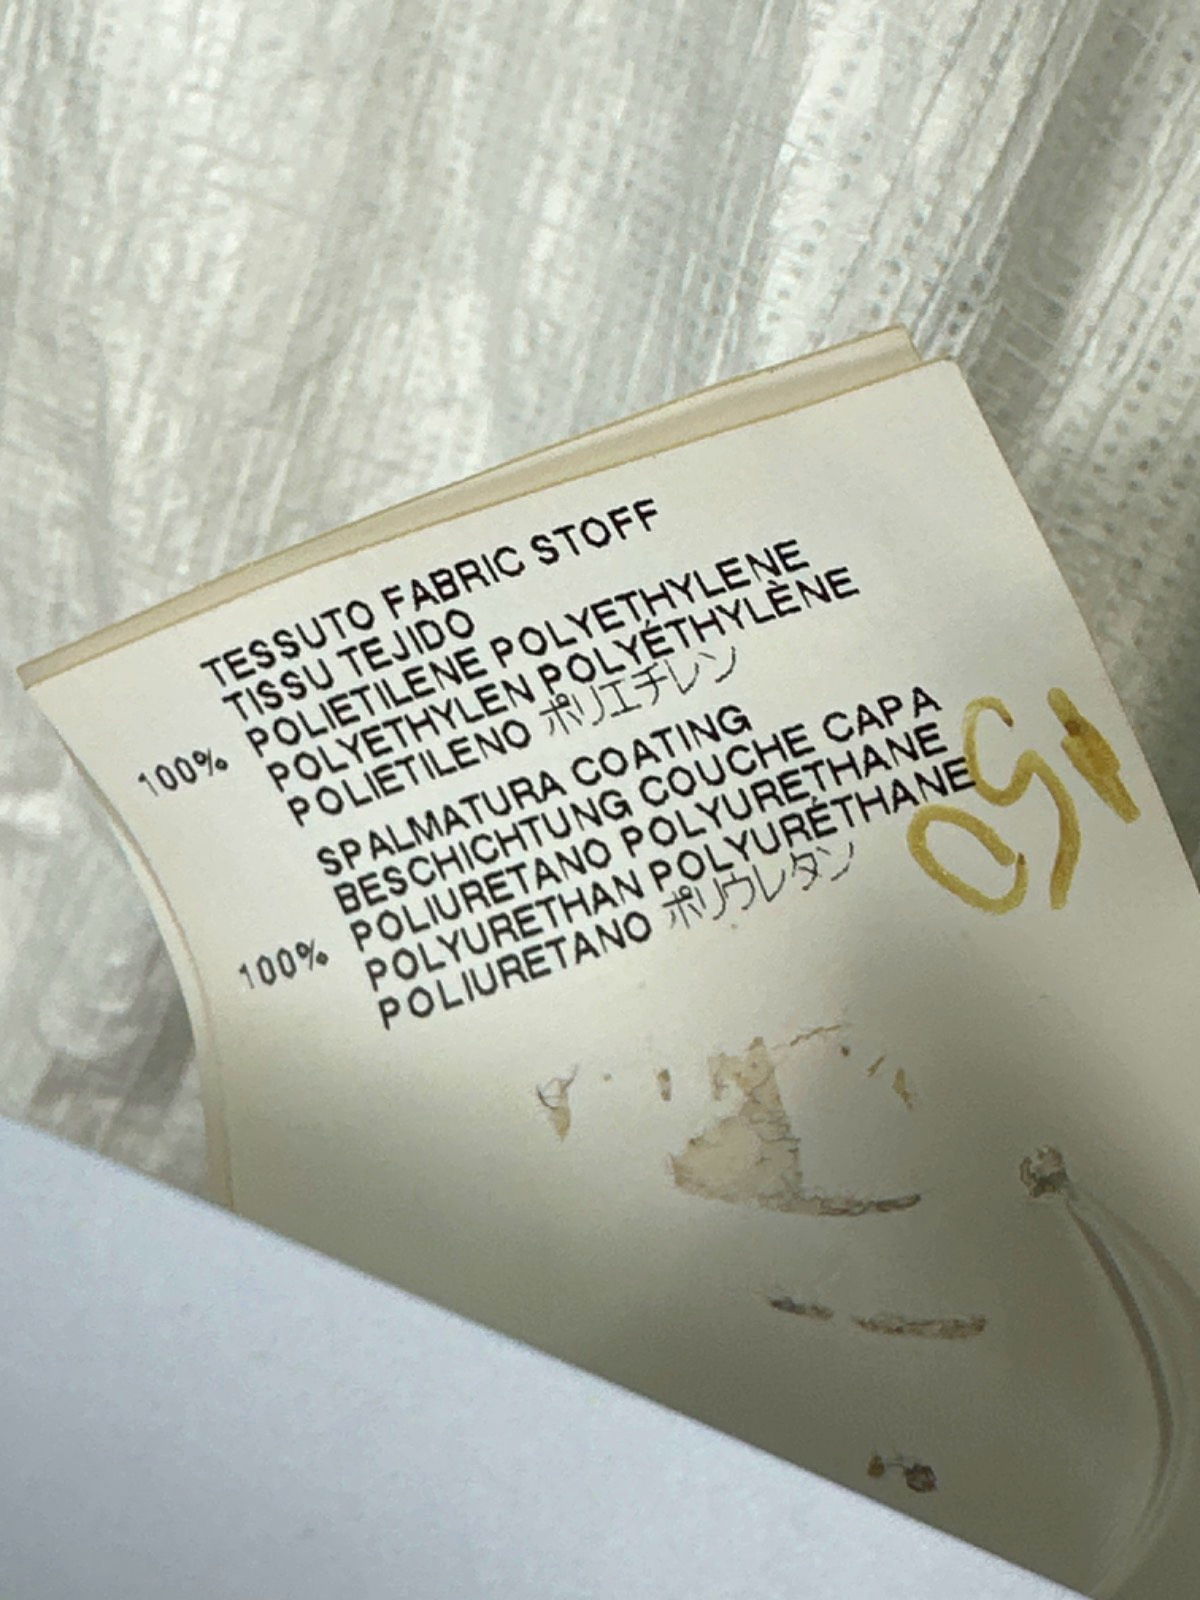 TESSUTO FABRIC STOFF
TISSU TEJIDO
POLIETILENE POLYETHYLENE
100% POLYETHYLEN POLYÉTHYLÈNE
POLIETILENO ポリエチレン
SPALMATURA COATING
BESCHICHTUNG COUCHE CAPA
POLIURETANO POLYURETHANE
100% POLYURETHAN POLYURÉTHANE
POLIURETANO ポリウレタン